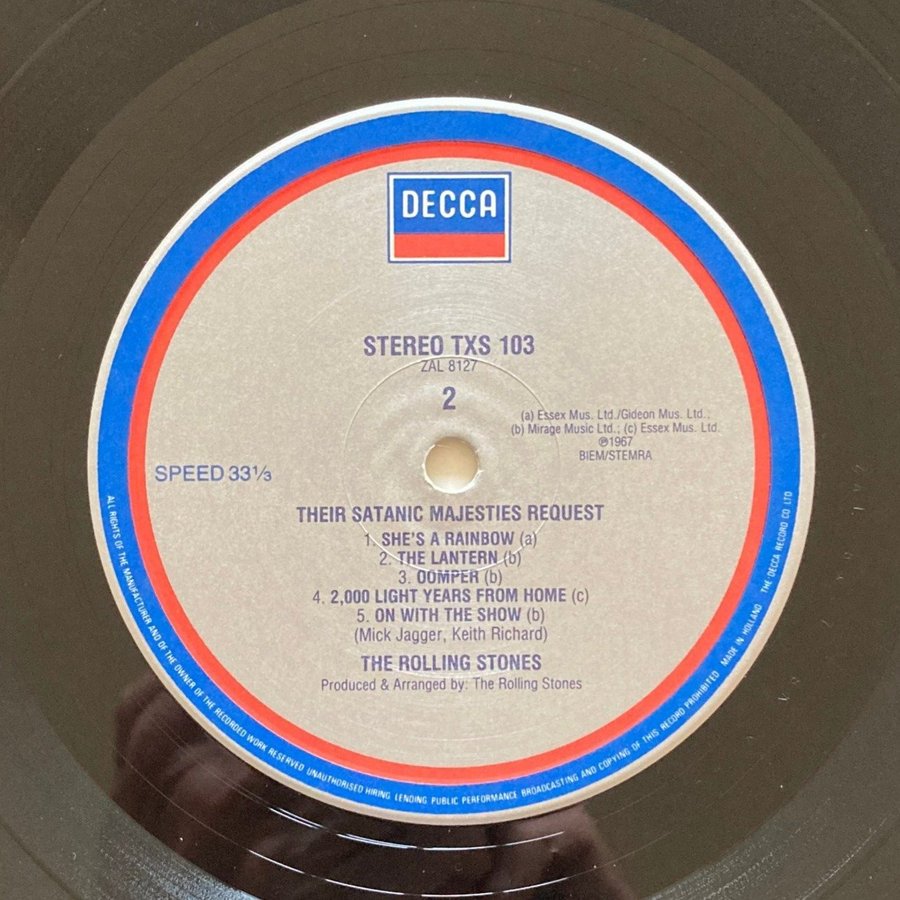 DECCA
STEREO TXS 103
ZAL 8127
2
(a) Essex Mus. Ltd./Gideon Mus. Ltd.;
(b) Mirage Music Ltd.; (c) Essex Mus. Ltd.
℗1967
BIEM/STEMRA
SPEED 33⅓
THEIR SATANIC MAJESTIES REQUEST
1. SHE'S A RAINBOW (a)
2. THE LANTERN (b)
3. OOMPER (b)
4. 2,000 LIGHT YEARS FROM HOME (c)
5. ON WITH THE SHOW (b)
(Mick Jagger, Keith Richard)
THE ROLLING STONES
Produced & Arranged by: The Rolling Stones
ALL RIGHTS OF THE MANUFACTURER AND OF THE OWNER OF THE RECORDED WORK RESERVED UNAUTHORISED HIRING LENDING PUBLIC PERFORMANCE BROADCASTING AND COPYING OF THIS RECORD PROHIBITED MADE IN HOLLAND THE DECCA RECORD CO LTD